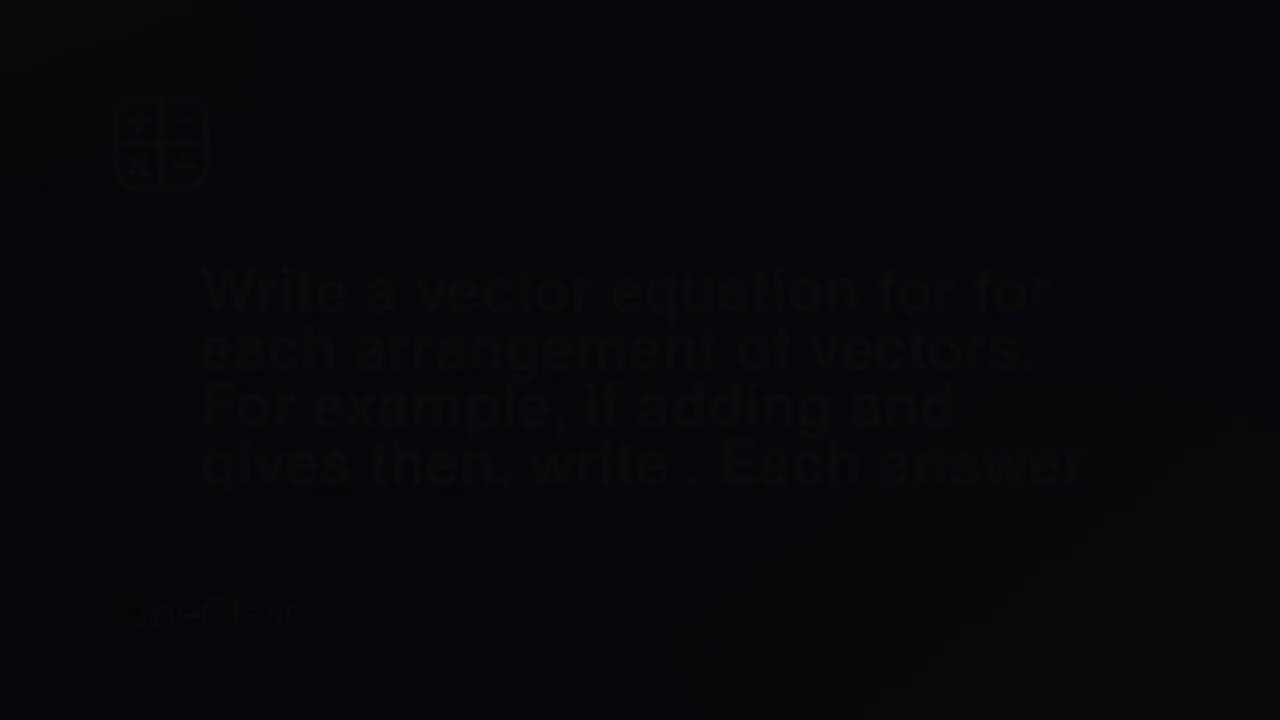 Write a vector equation for for
each arrangement of vectors.
For example, if adding and
gives then, write . Each answer
OneClass